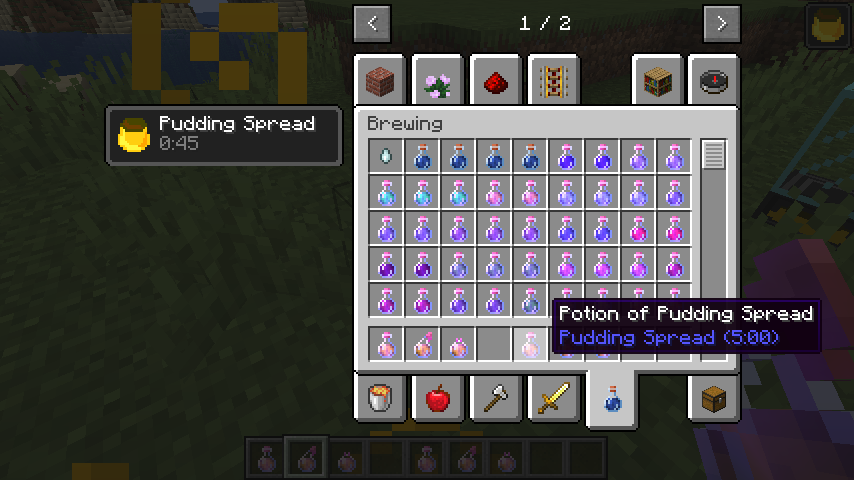 < 1 / 2 >
Pudding Spread
0:45
Brewing
Potion of Pudding Spread
Pudding Spread (5:00)